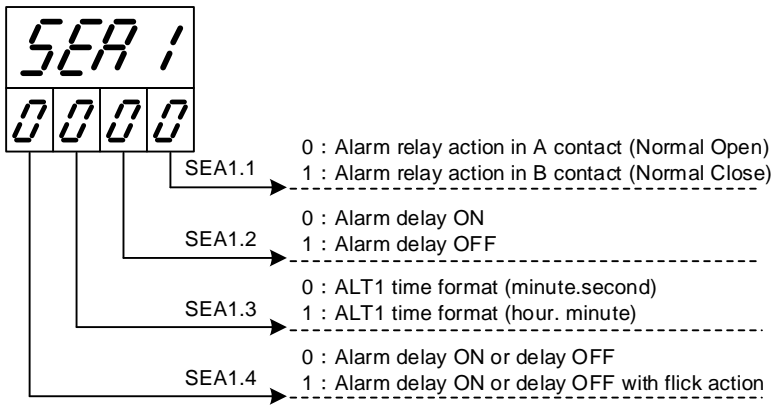 SEA1
0000
0 : Alarm relay action in A contact (Normal Open)
SEA1.1
1 : Alarm relay action in B contact (Normal Close)
0 : Alarm delay ON
SEA1.2
1 : Alarm delay OFF
0 : ALT1 time format (minute.second)
SEA1.3
1 : ALT1 time format (hour. minute)
0 : Alarm delay ON or delay OFF
SEA1.4
1 : Alarm delay ON or delay OFF with flick action